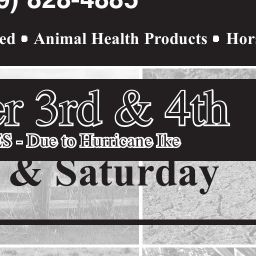 9) 828-4885
ed • Animal Health Products • Hor
er 3rd & 4th
ES - Due to Hurricane Ike
& Saturday